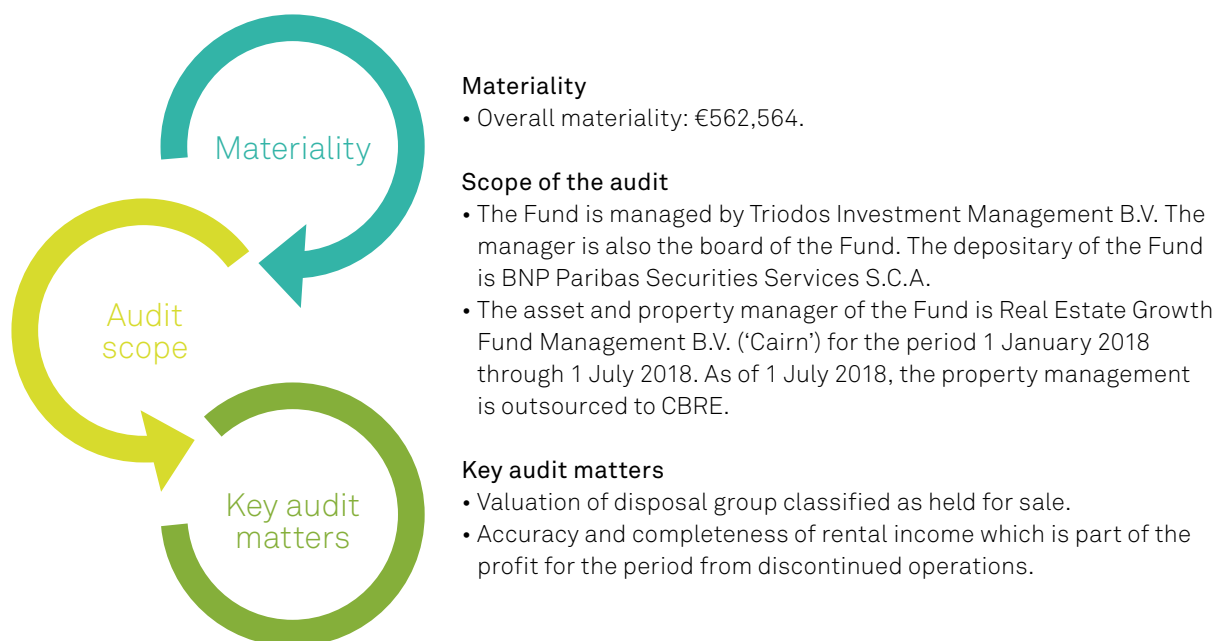 Materiality
Audit
scope
Key audit
matters
Materiality
• Overall materiality: €562,564.
Scope of the audit
• The Fund is managed by Triodos Investment Management B.V. The
manager is also the board of the Fund. The depositary of the Fund
is BNP Paribas Securities Services S.C.A.
• The asset and property manager of the Fund is Real Estate Growth
Fund Management B.V. (‘Cairn’) for the period 1 January 2018
through 1 July 2018. As of 1 July 2018, the property management
is outsourced to CBRE.
Key audit matters
• Valuation of disposal group classified as held for sale.
• Accuracy and completeness of rental income which is part of the
profit for the period from discontinued operations.